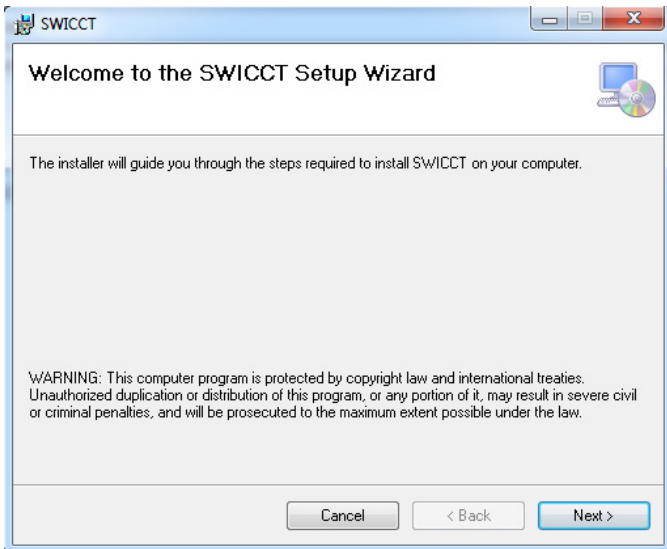 SWICCT
Welcome to the SWICCT Setup Wizard
The installer will guide you through the steps required to install SWICCT on your computer.
WARNING: This computer program is protected by copyright law and international treaties.
Unauthorized duplication or distribution of this program, or any portion of it, may result in severe civil
or criminal penalties, and will be prosecuted to the maximum extent possible under the law.
Cancel < Back Next >